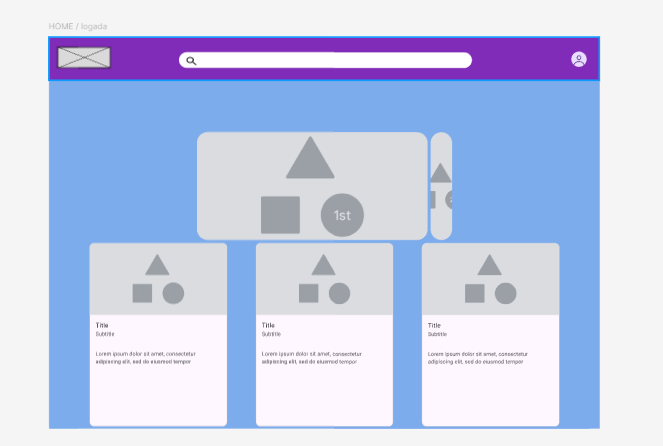 HOME / logada
1st
Title
Subtitle
Lorem ipsum dolor sit amet, consectetur
adipiscing elit, sed do eiusmod tempor
Title
Subtitle
Lorem ipsum dolor sit amet, consectetur
adipiscing elit, sed do eiusmod tempor
Title
Subtitle
Lorem ipsum dolor sit amet, consectetur
adipiscing elit, sed do eiusmod tempor